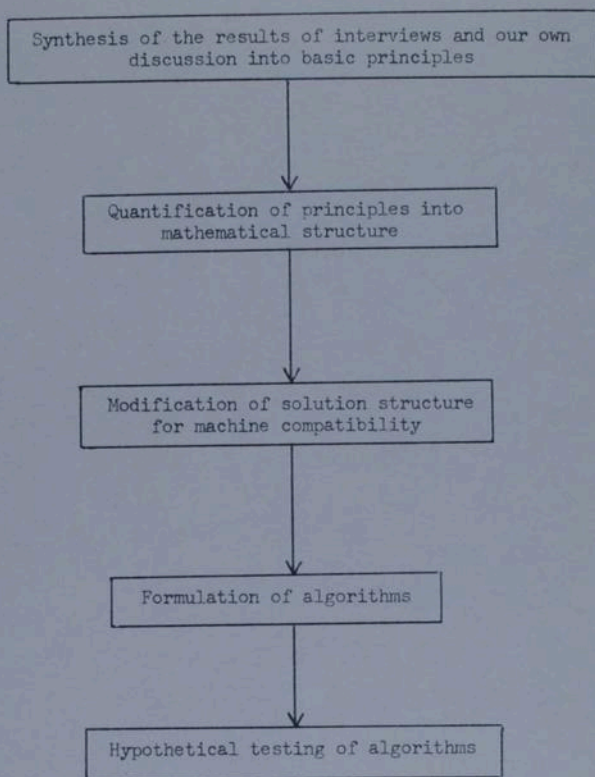 Synthesis of the results of interviews and our own
discussion into basic principles
Quantification of principles into
mathematical structure
Modification of solution structure
for machine compatibility
Formulation of algorithms
Hypothetical testing of algorithms